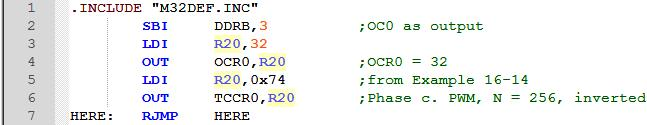 1 .INCLUDE "M32DEF.INC"
2 SBI DDRB,3 ;OC0 as output
3 LDI R20,32
4 OUT OCR0,R20 ;OCR0 = 32
5 LDI R20,0x74 ;from Example 16-14
6 OUT TCCR0,R20 ;Phase c. PWM, N = 256, inverted
7 HERE: RJMP HERE